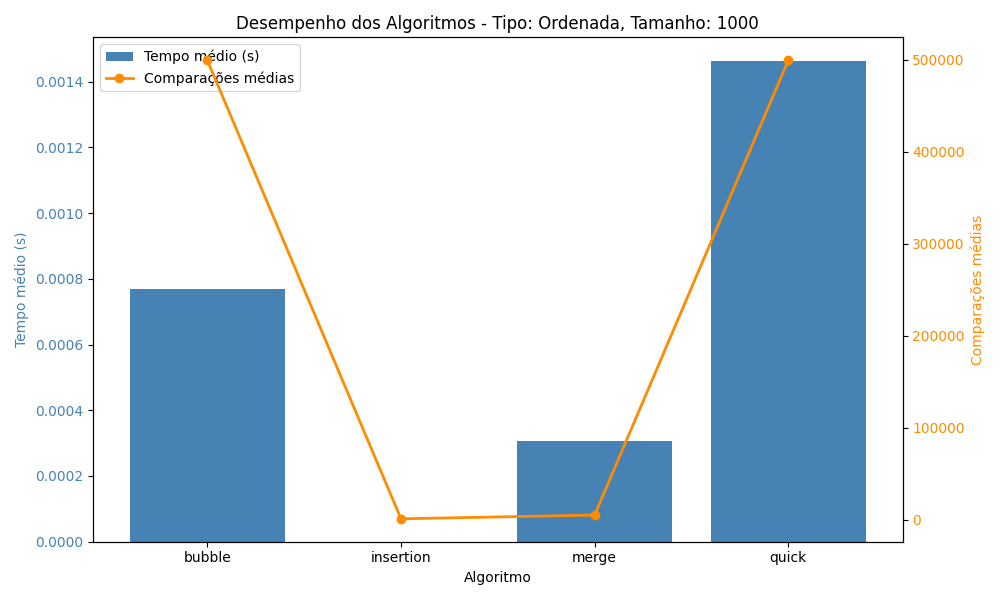 Desempenho dos Algoritmos - Tipo: Ordenada, Tamanho: 1000
Tempo médio (s)
Comparações médias
0.0014
0.0012
0.0010
0.0008
0.0006
0.0004
0.0002
0.0000
Tempo médio (s)
500000
400000
300000
200000
100000
0
Comparações médias
bubble
insertion
merge
quick
Algoritmo